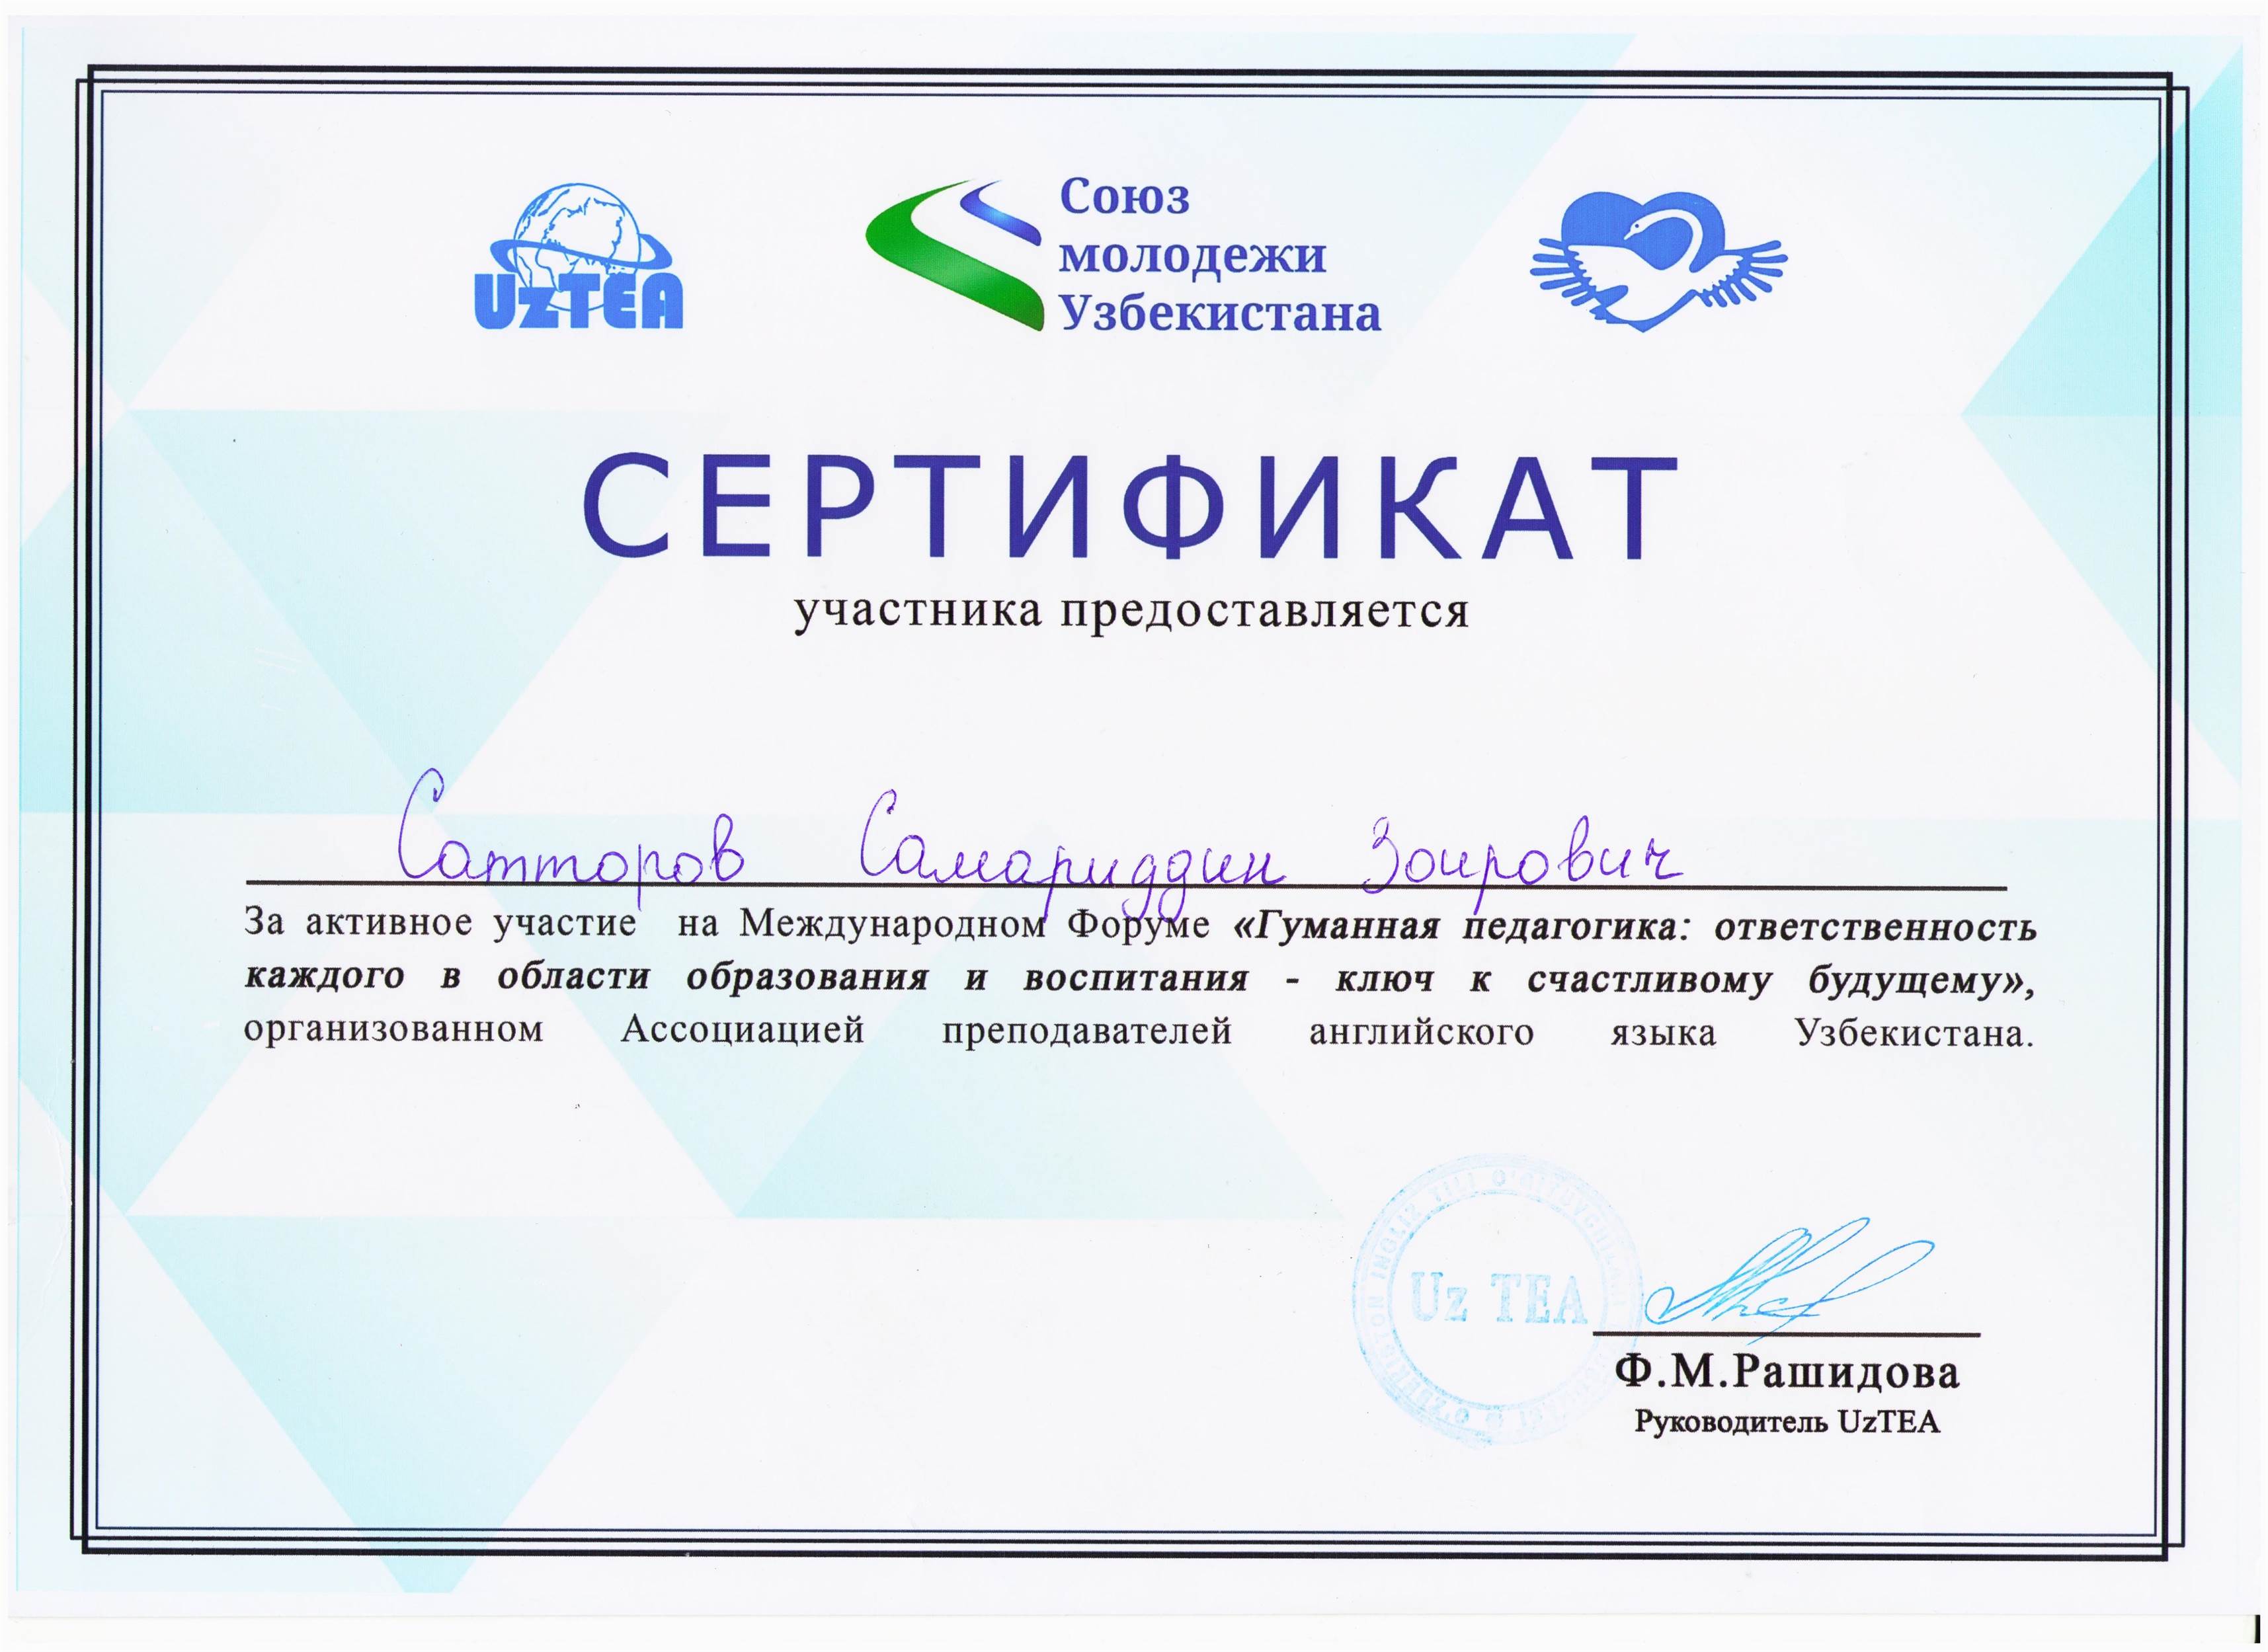 UzTEA
Союз
молодежи
Узбекистана
СЕРТИФИКАТ
участника предоставляется
Сатторов Самариддин Зоирович
За активное участие на Международном Форуме «Гуманная педагогика: ответственность
каждого в области образования и воспитания - ключ к счастливому будущему»,
организованном Ассоциацией преподавателей английского языка Узбекистана.
Uz TEA
Ф.М.Рашидова
Руководитель UzTEA